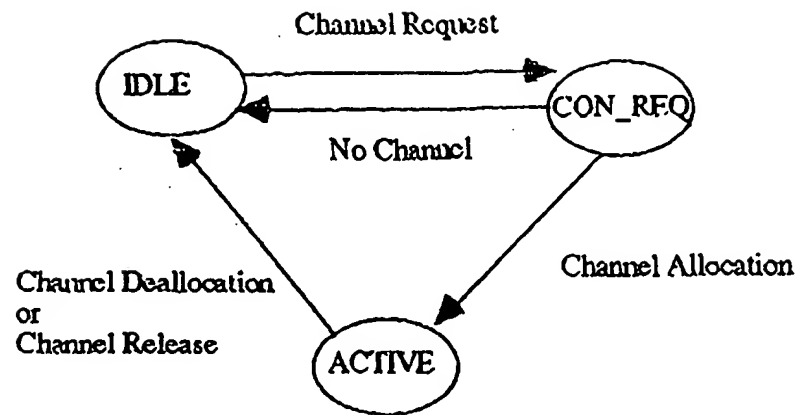 Channel Request
IDLE
CON_REQ
No Channel
Channel Allocation
Channel Deallocation
or
Channel Release
ACTIVE